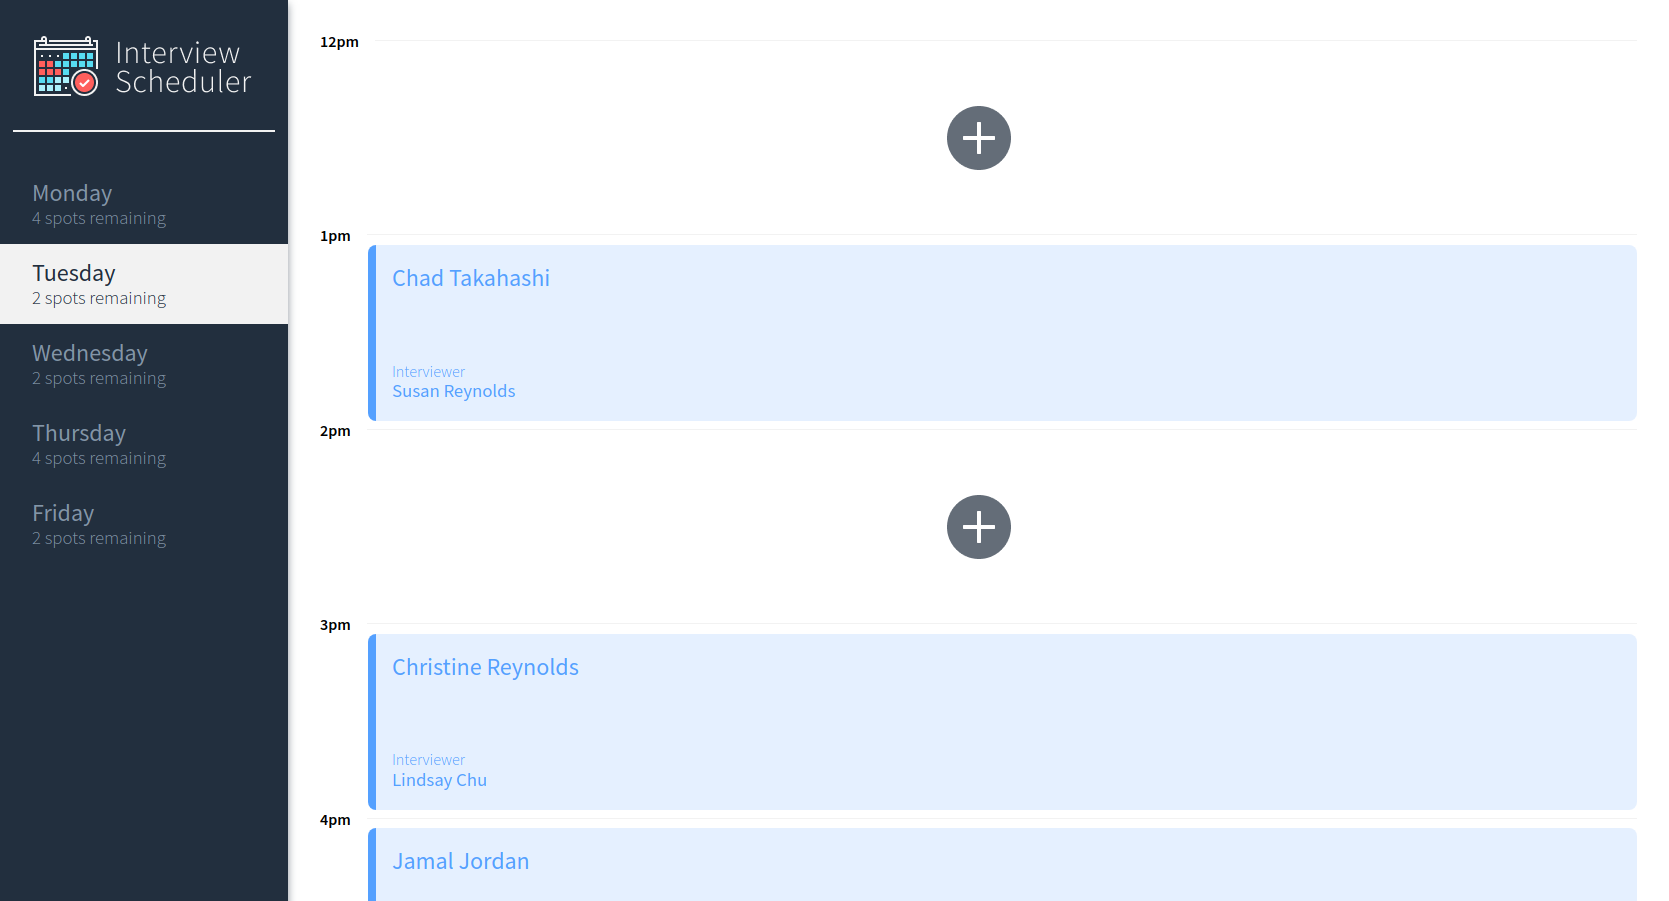 Interview
Scheduler
Monday
4 spots remaining
Tuesday
2 spots remaining
Wednesday
2 spots remaining
Thursday
4 spots remaining
Friday
2 spots remaining
12pm
1pm
Chad Takahashi
Interviewer
Susan Reynolds
2pm
3pm
Christine Reynolds
Interviewer
Lindsay Chu
4pm
Jamal Jordan